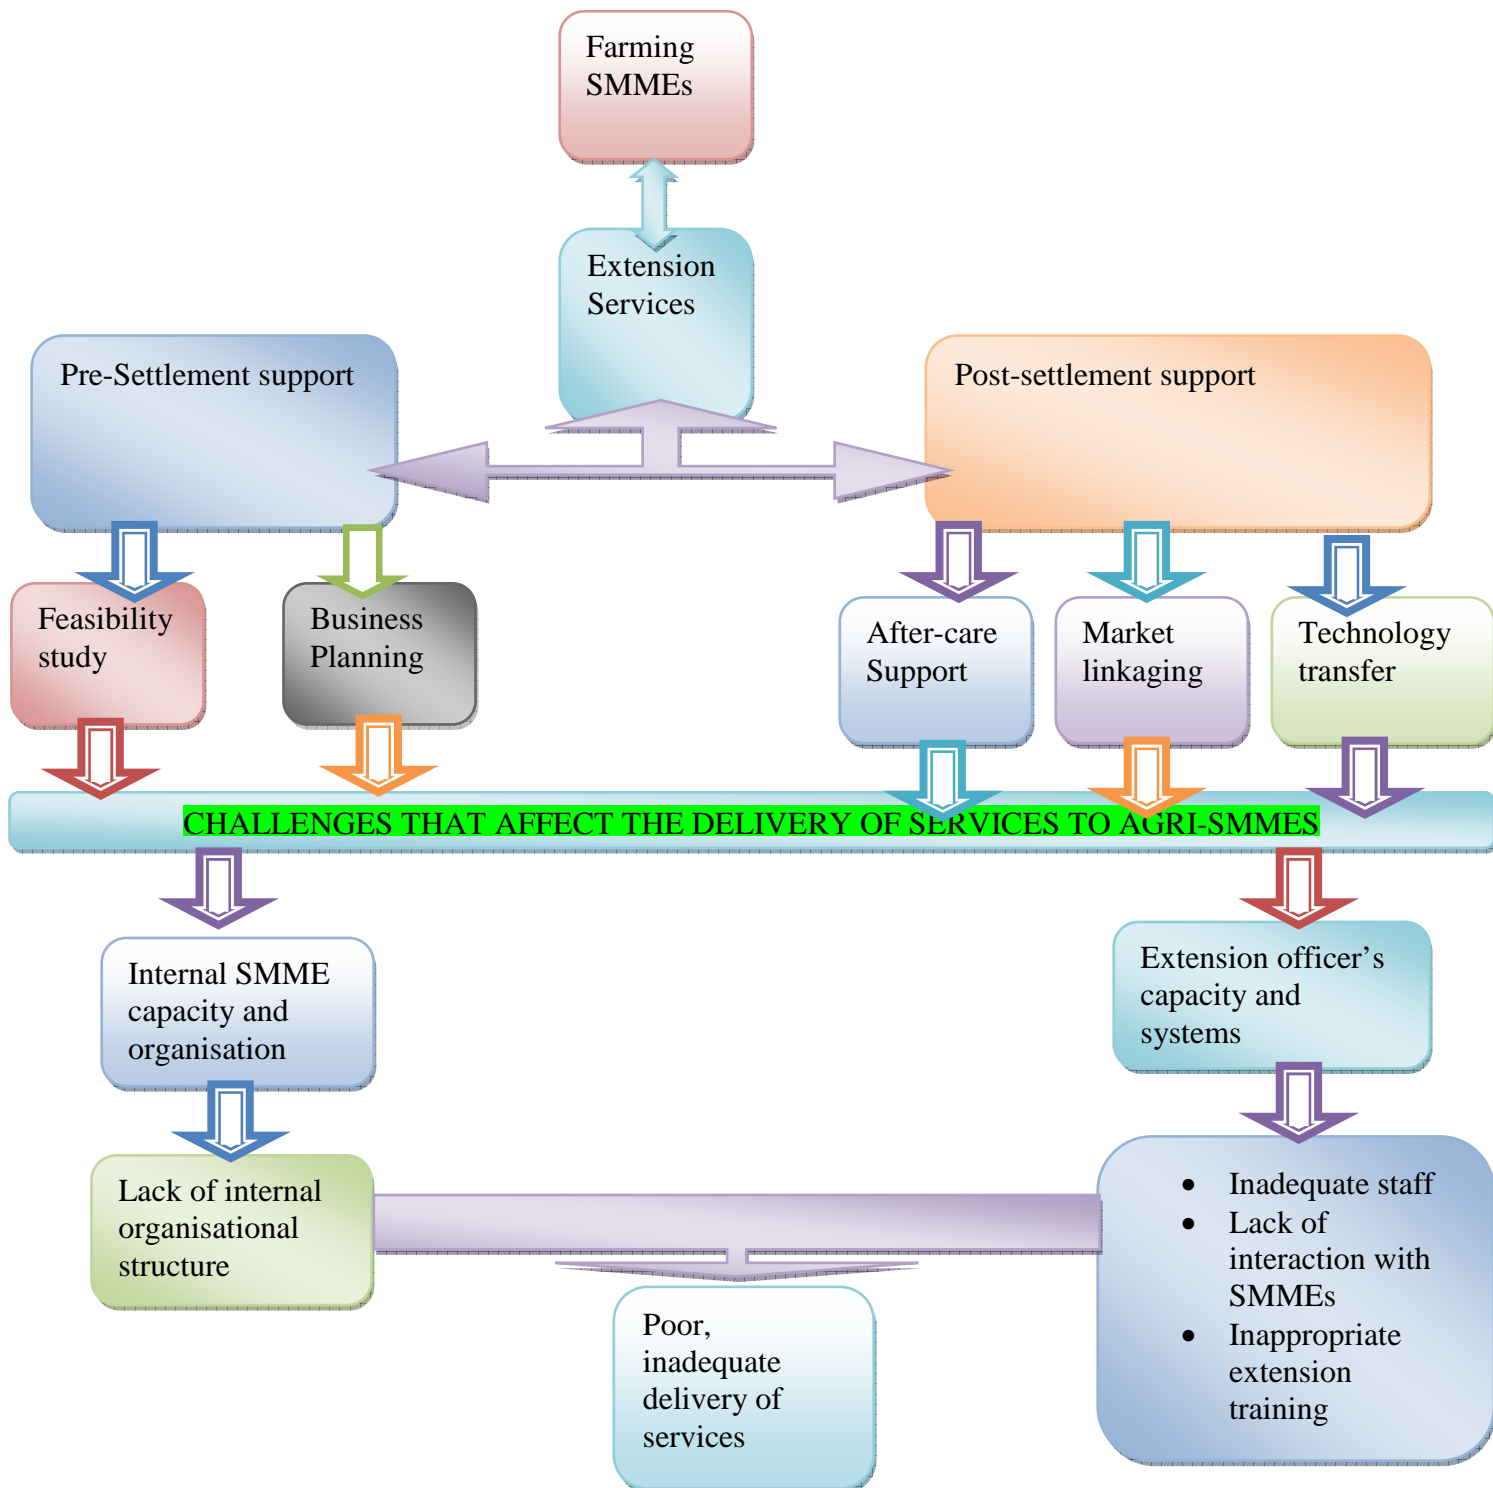 Farming
SMMEs
Extension
Services
Pre-Settlement support
Post-settlement support
Feasibility
study
Business
Planning
After-care
Support
Market
linkaging
Technology
transfer
CHALLENGES THAT AFFECT THE DELIVERY OF SERVICES TO AGRI-SMMES
Internal SMME
capacity and
organisation
Extension officer’s
capacity and
systems
Lack of internal
organisational
structure
• Inadequate staff
• Lack of
interaction with
SMMEs
• Inappropriate
extension
training
Poor,
inadequate
delivery of
services